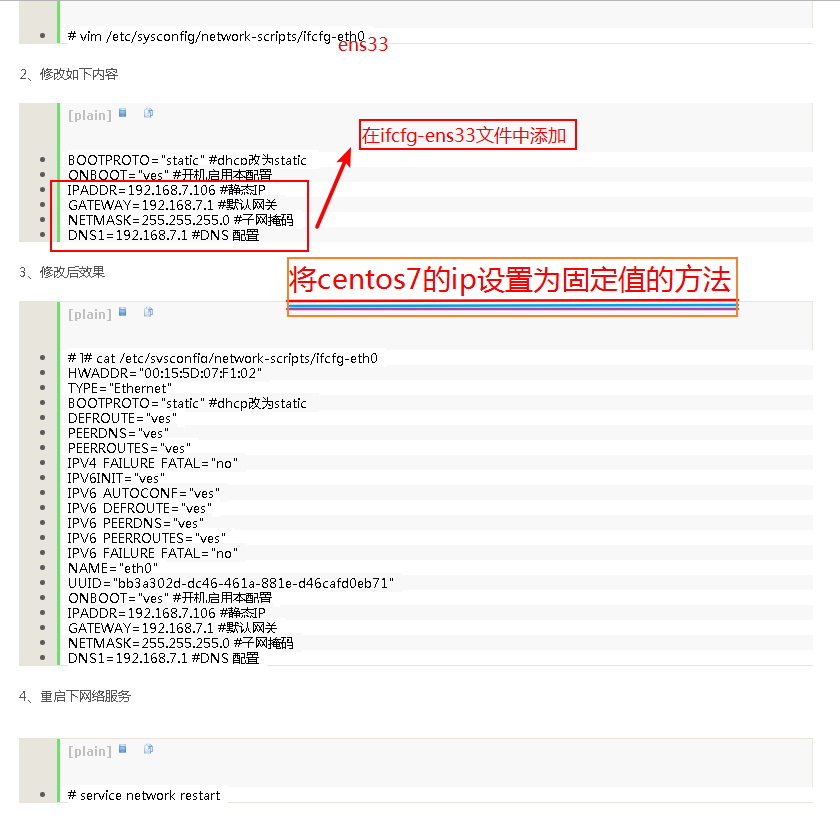 # vim /etc/sysconfig/network-scripts/ifcfg-eth0
ens33
2、修改如下内容
[plain]
在ifcfg-ens33文件中添加
BOOTPROTO="static" #dhcp改为static
ONBOOT="yes" #开机启用本配置
IPADDR=192.168.7.106 #静态IP
GATEWAY=192.168.7.1 #默认网关
NETMASK=255.255.255.0 #子网掩码
DNS1=192.168.7.1 #DNS 配置
3、修改后效果
将centos7的ip设置为固定值的方法
[plain]
# ]# cat /etc/sysconfig/network-scripts/ifcfg-eth0
HWADDR="00:15:5D:07:F1:02"
TYPE="Ethernet"
BOOTPROTO="static" #dhcp改为static
DEFROUTE="yes"
PEERDNS="yes"
PEERROUTES="yes"
IPV4_FAILURE_FATAL="no"
IPV6INIT="yes"
IPV6_AUTOCONF="yes"
IPV6_DEFROUTE="yes"
IPV6_PEERDNS="yes"
IPV6_PEERROUTES="yes"
IPV6_FAILURE_FATAL="no"
NAME="eth0"
UUID="bb3a302d-dc46-461a-881e-d46cafd0eb71"
ONBOOT="yes" #开机启用本配置
IPADDR=192.168.7.106 #静态IP
GATEWAY=192.168.7.1 #默认网关
NETMASK=255.255.255.0 #子网掩码
DNS1=192.168.7.1 #DNS 配置
4、重启下网络服务
[plain]
# service network restart